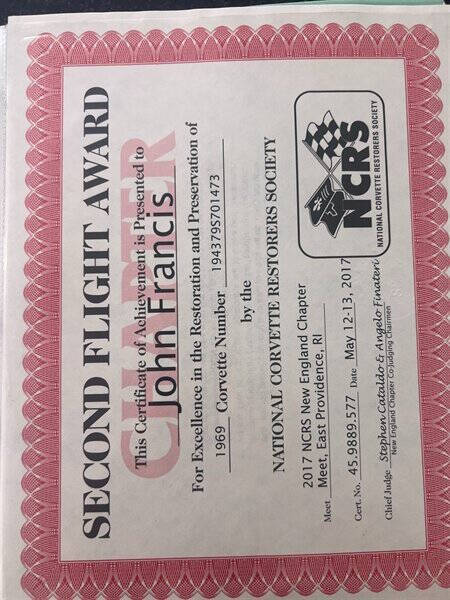 SECOND FLIGHT AWARD
CHAPTER
This Certificate of Achievement is Presented to
John Francis
For Excellence in the Restoration and Preservation of
1969 Corvette Number 194379S701473
by the
NATIONAL CORVETTE RESTORERS SOCIETY
2017 NCRS New England Chapter
Meet Meet, East Providence, RI
Cert. No. 45.9889.577 Date May 12-13, 2017
Chief Judge Stephen Cataldo & Angelo Finateri
New England Chapter Co-Judging Chairmen
NCRS
NATIONAL CORVETTE RESTORERS SOCIETY